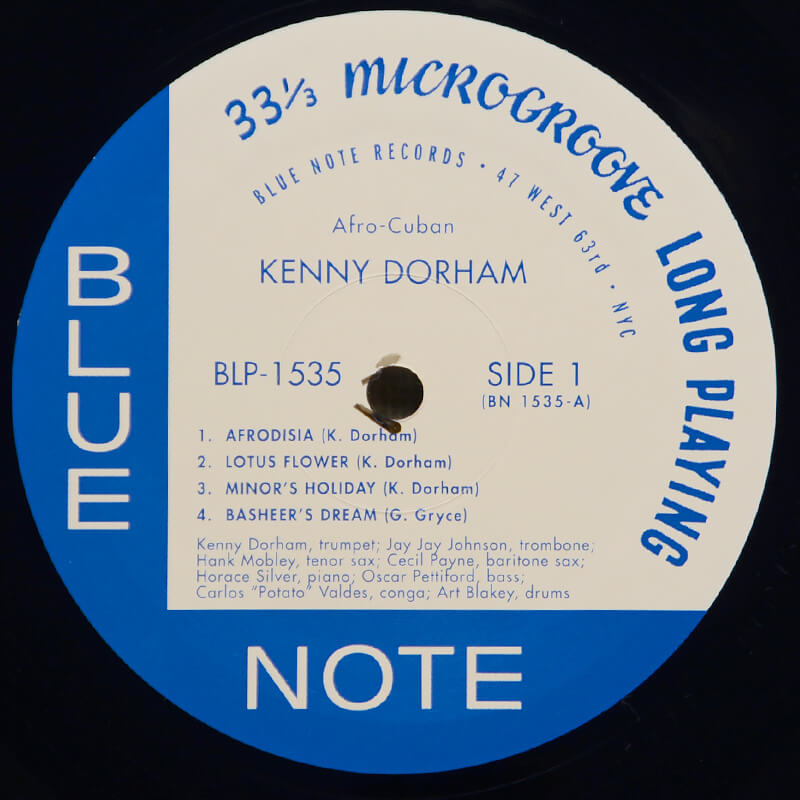 33⅓ MICROGROOVE LONG PLAYING
BLUE NOTE RECORDS • 47 WEST 63rd • NYC
Afro-Cuban
KENNY DORHAM
BLP-1535
SIDE 1
(BN 1535-A)
1. AFRODISIA (K. Dorham)
2. LOTUS FLOWER (K. Dorham)
3. MINOR'S HOLIDAY (K. Dorham)
4. BASHEER'S DREAM (G. Gryce)
Kenny Dorham, trumpet; Jay Jay Johnson, trombone;
Hank Mobley, tenor sax; Cecil Payne, baritone sax;
Horace Silver, piano; Oscar Pettiford, bass;
Carlos "Potato" Valdes, conga; Art Blakey, drums
BLUE
NOTE